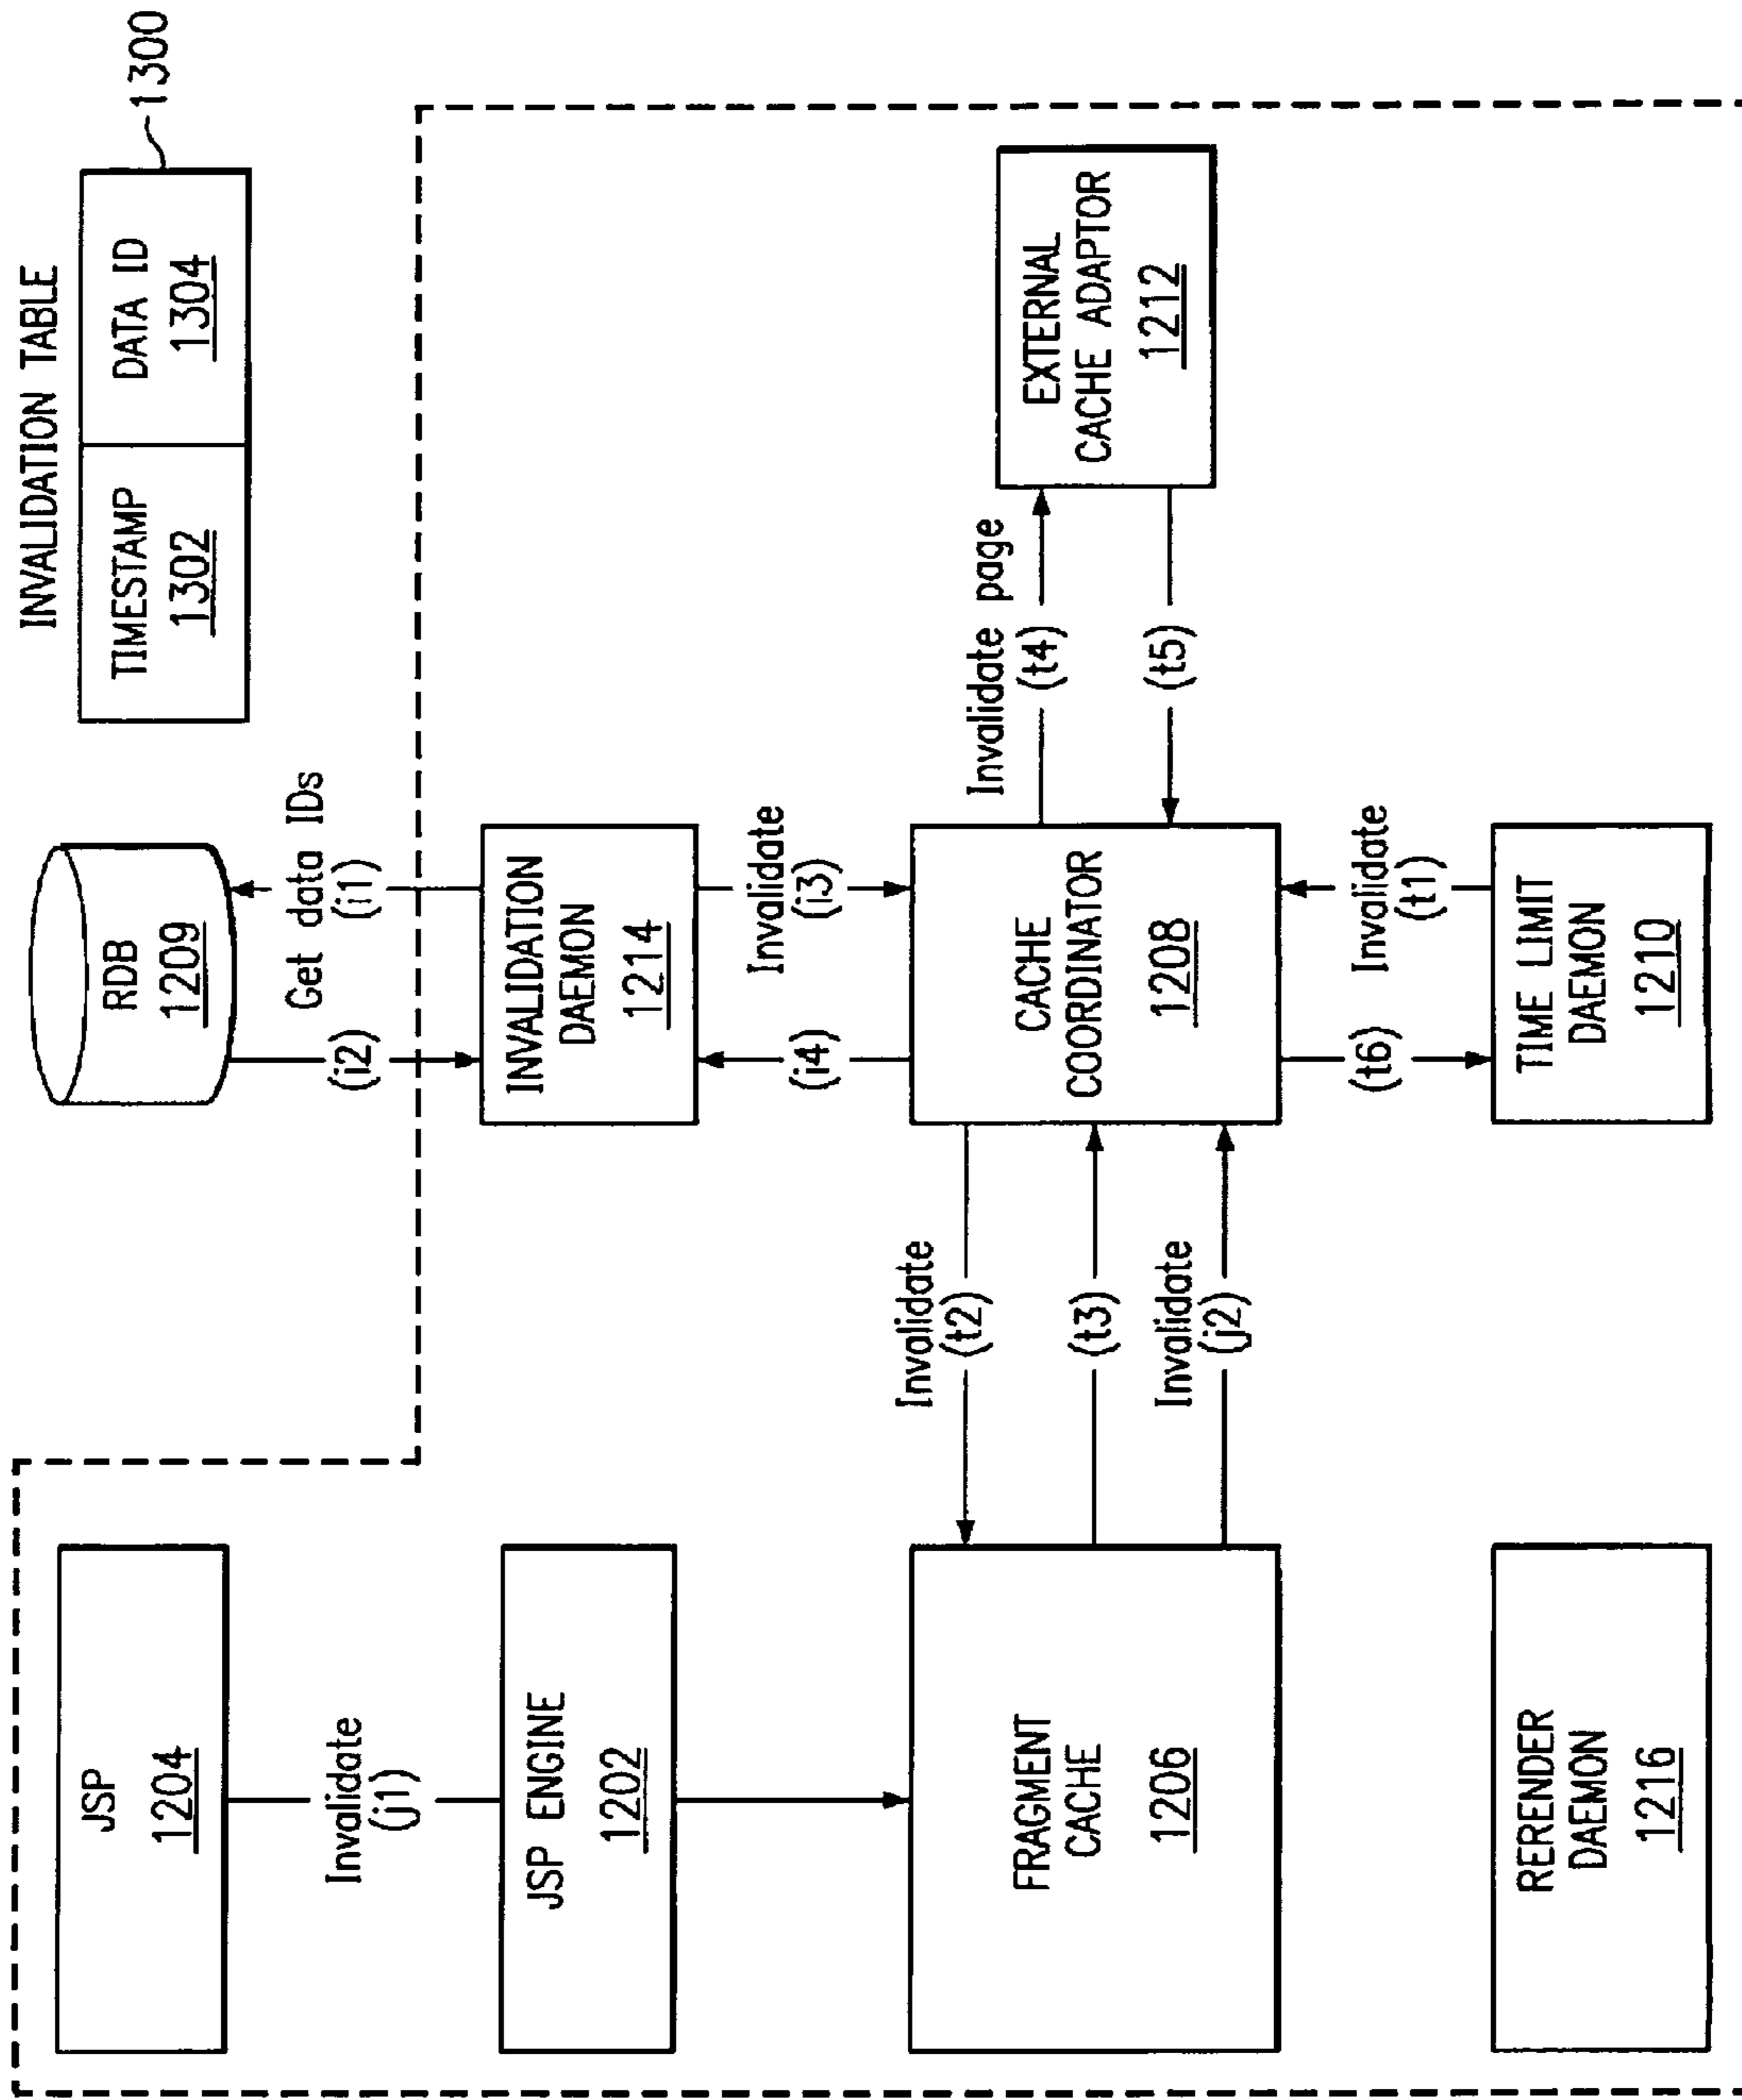 INVALIDATION TABLE
TIMESTAMP
1302
DATA ID
1304
1300
JSP
1204
RDB
1209
Invalidate
(j1)
(i2)
Get data IDs
(i1)
JSP ENGINE
1202
INVALIDATION
DAEMON
1214
(i4)
Invalidate
(i3)
Invalidate
(t2)
(t3)
Invalidate
(j2)
FRAGMENT
CACHE
1206
CACHE
COORDINATOR
1208
Invalidate page
(t4)
(t5)
EXTERNAL
CACHE ADAPTOR
1212
(t6)
Invalidate
(t1)
RERENDER
DAEMON
1216
TIME LIMIT
DAEMON
1210